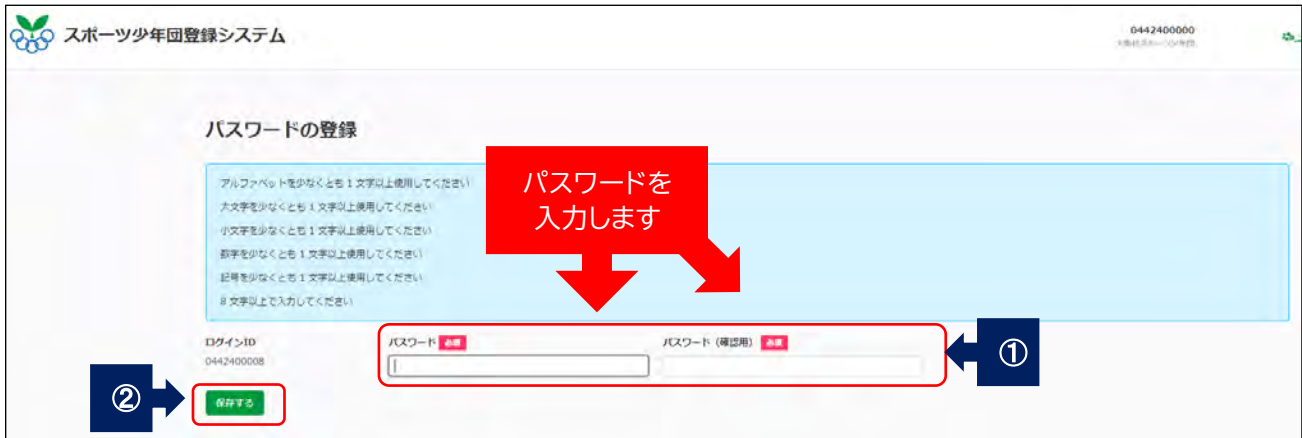 スポーツ少年団登録システム
0442400000
パスワードの登録
アルファベットを少なくとも1文字以上使用してください
大文字を少なくとも1文字以上使用してください
小文字を少なくとも1文字以上使用してください
数字を少なくとも1文字以上使用してください
記号を少なくとも1文字以上使用してください
8文字以上で入力してください
パスワードを
入力します
ログインID
0442400008
パスワード 必須
パスワード（確認用） 必須
①
②
保存する